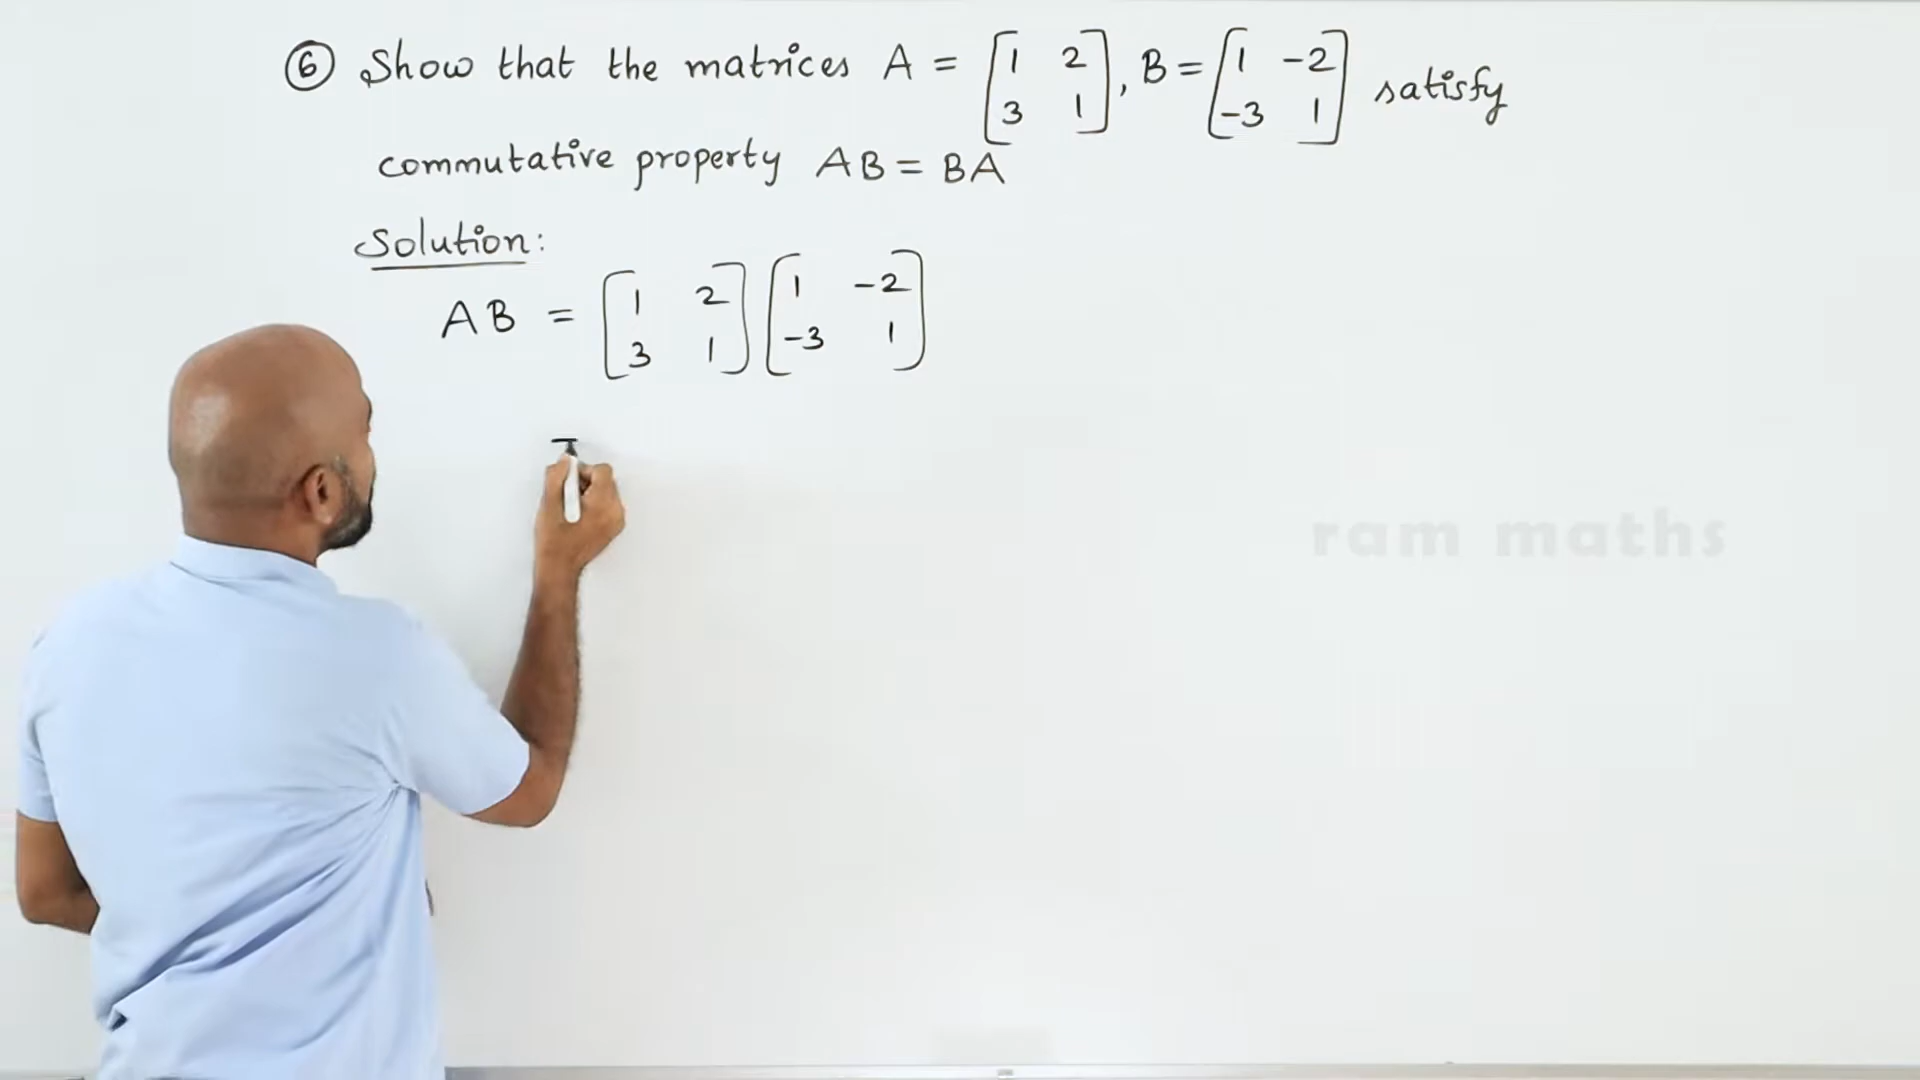 ⑥ Show that the matrices A = [1 2; 3 1], B = [1 -2; -3 1] satisfy
commutative property AB = BA
Solution:
AB = [1 2; 3 1] [1 -2; -3 1]
ram maths